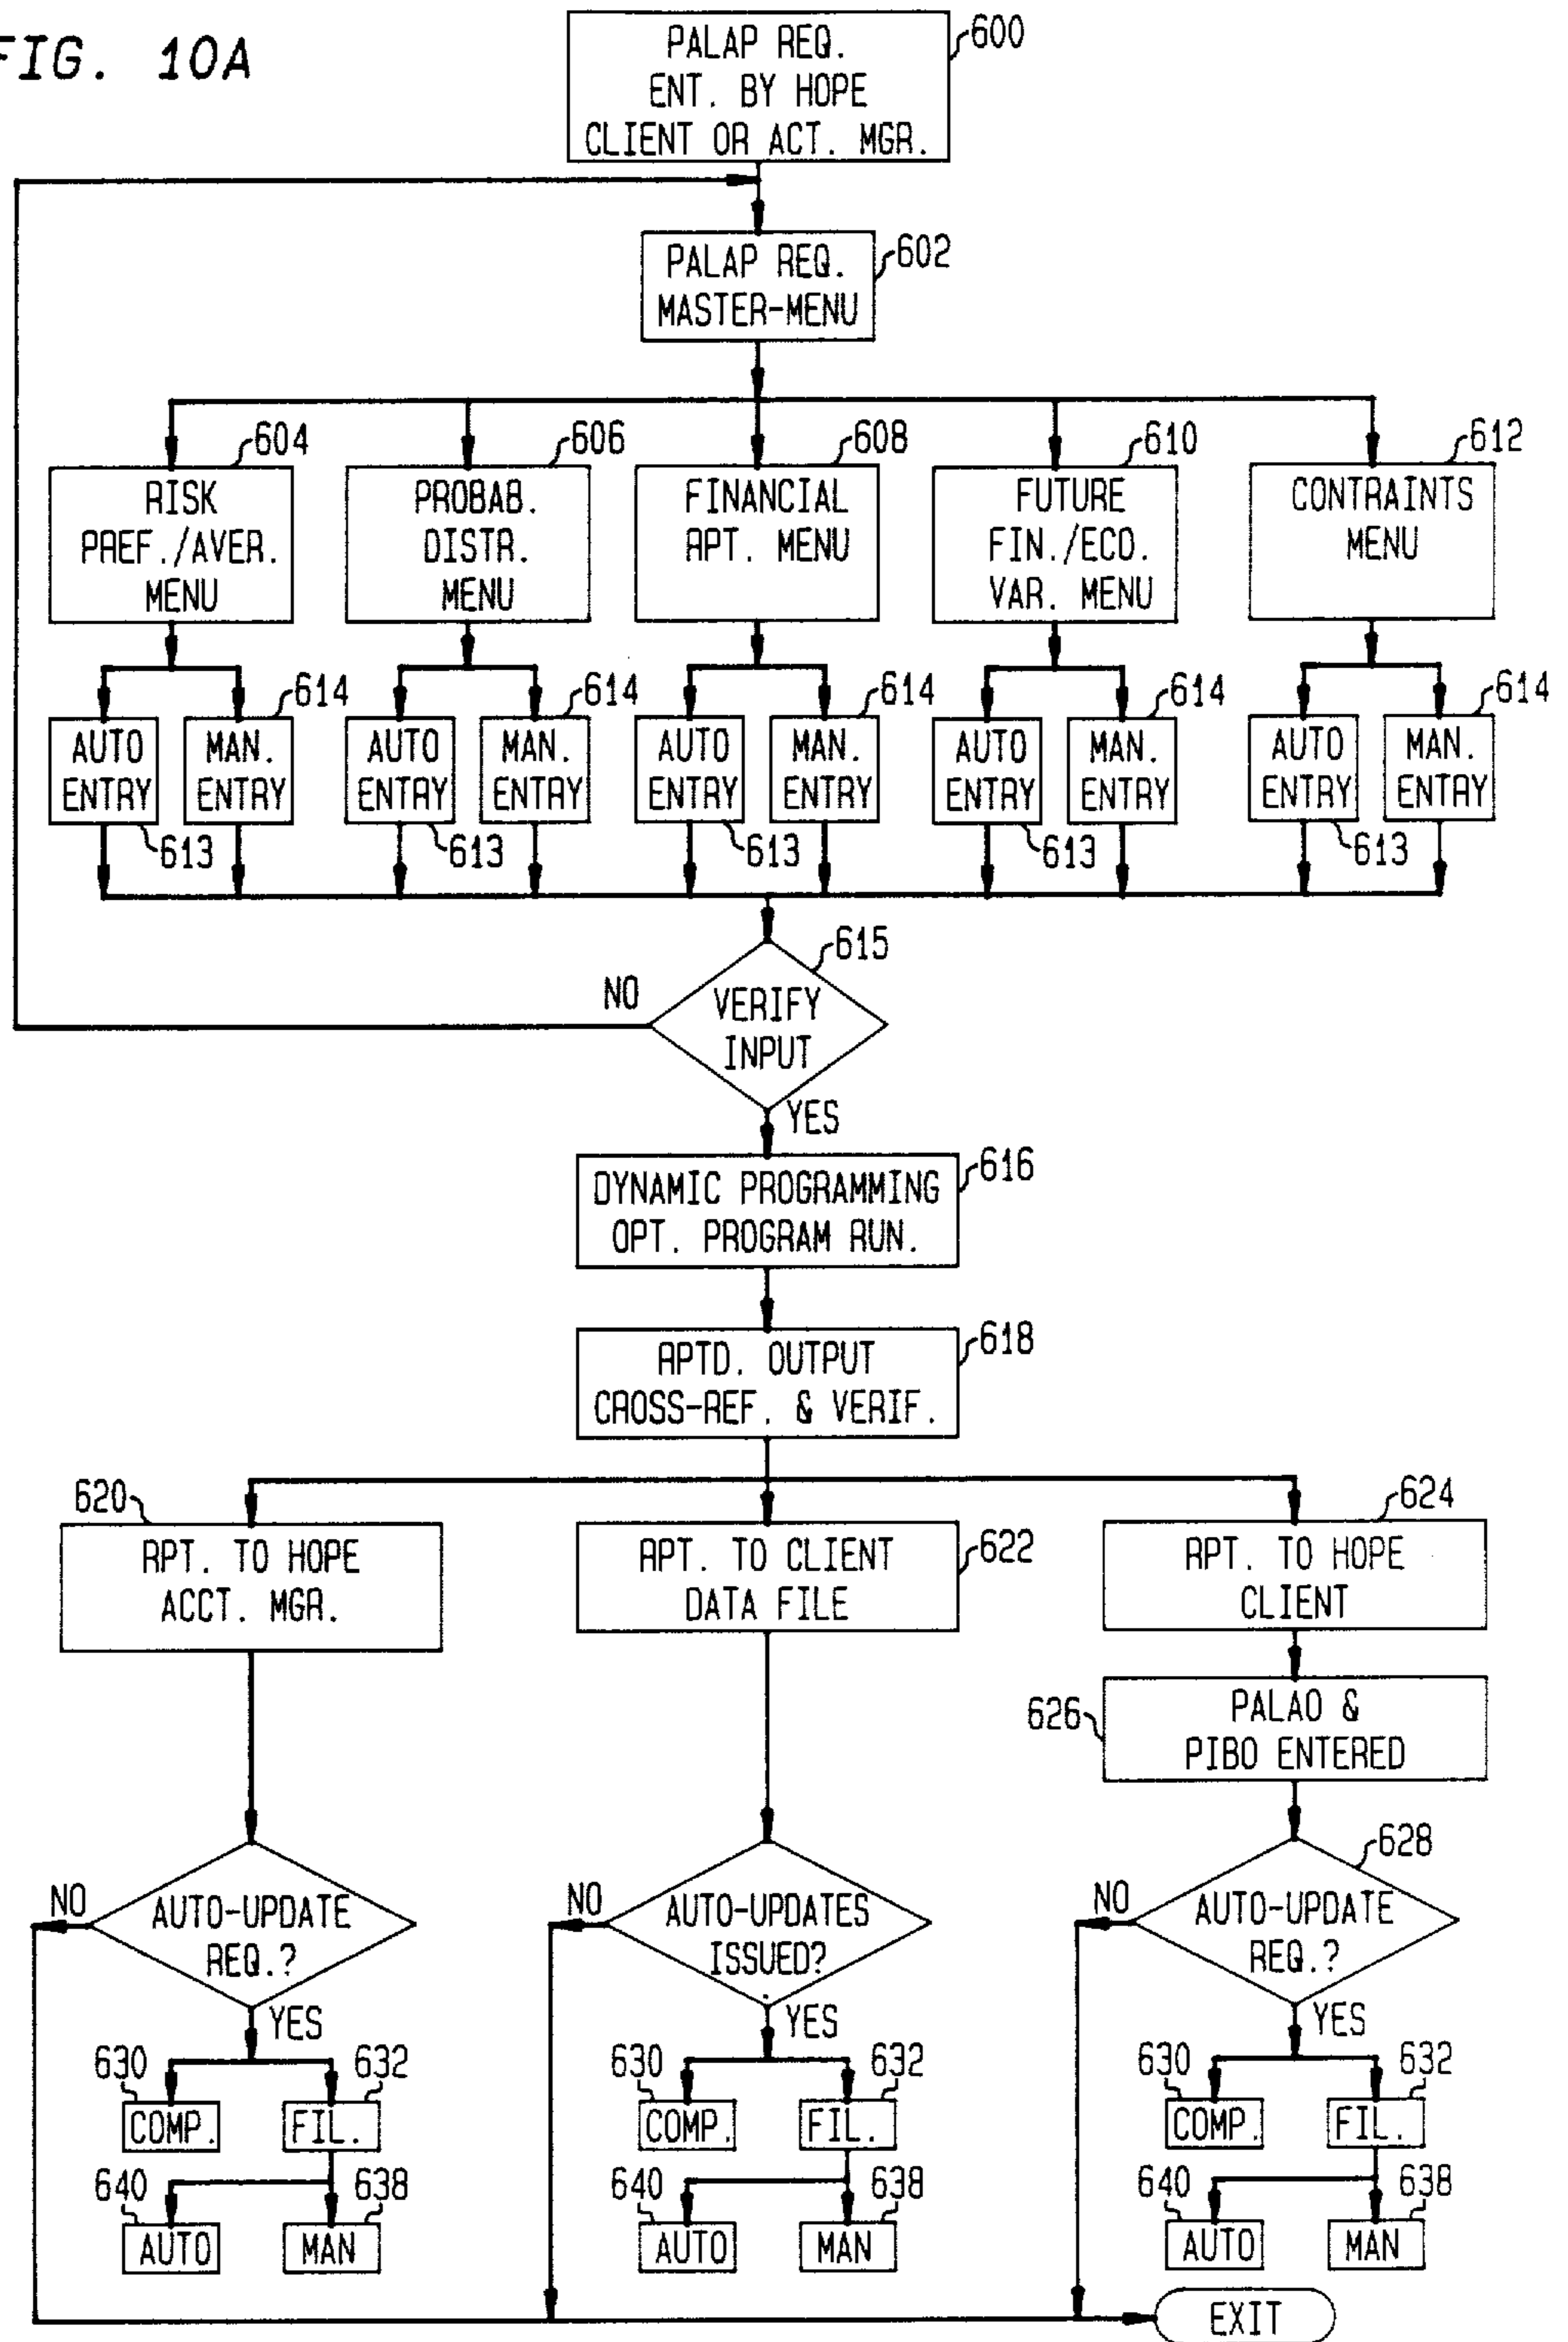 FIG. 10A
PALAP REQ.
ENT. BY HOPE
CLIENT OR ACT. MGR.
600
PALAP REQ.
MASTER-MENU
602
604
RISK
PREF./AVER.
MENU
606
PROBAB.
DISTR.
MENU
608
FINANCIAL
RPT. MENU
610
FUTURE
FIN./ECO.
VAR. MENU
612
CONTRAINTS
MENU
AUTO
ENTRY
613
614
MAN.
ENTRY
AUTO
ENTRY
613
614
MAN.
ENTRY
AUTO
ENTRY
613
614
MAN.
ENTRY
AUTO
ENTRY
613
614
MAN.
ENTRY
AUTO
ENTRY
613
614
MAN.
ENTRY
615
VERIFY
INPUT
NO
YES
DYNAMIC PROGRAMMING
OPT. PROGRAM RUN.
616
RPTD. OUTPUT
CROSS-REF. & VERIF.
618
620
RPT. TO HOPE
ACCT. MGR.
RPT. TO CLIENT
DATA FILE
622
624
RPT. TO HOPE
CLIENT
626
PALAO &
PIBO ENTERED
NO
AUTO-UPDATE
REQ.?
YES
NO
AUTO-UPDATES
ISSUED?
YES
628
NO
AUTO-UPDATE
REQ.?
YES
630
COMP.
632
FIL.
630
COMP.
632
FIL.
630
COMP.
632
FIL.
640
AUTO
638
MAN
640
AUTO
638
MAN
640
AUTO
638
MAN
EXIT